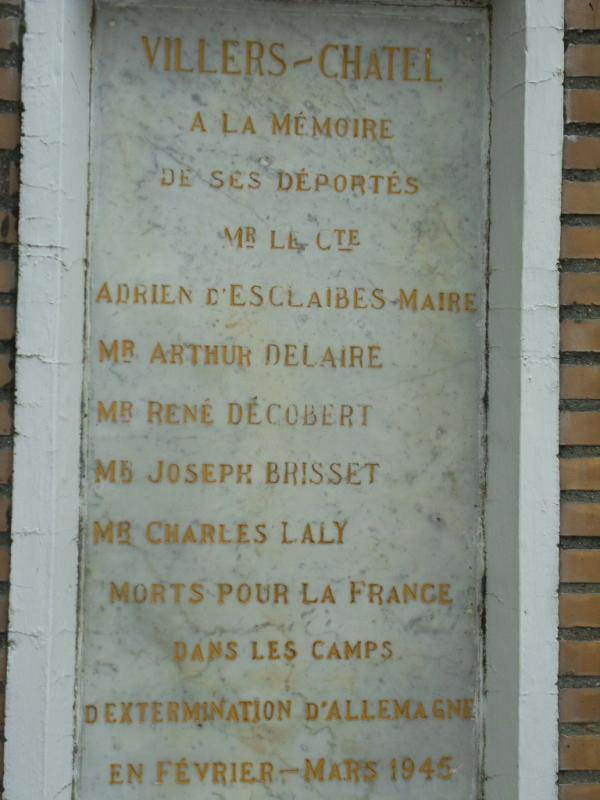 VILLERS-CHATEL
A LA MÉMOIRE
DE SES DÉPORTÉS
MR LE CTE
ADRIEN D'ESCLAIBES-MAIRE
MR ARTHUR DELAIRE
MR RENÉ DÉCOBERT
MR JOSEPH BRISSET
MR CHARLES LALY
MORTS POUR LA FRANCE
DANS LES CAMPS
D'EXTERMINATION D'ALLEMAGNE
EN FÉVRIER-MARS 1945